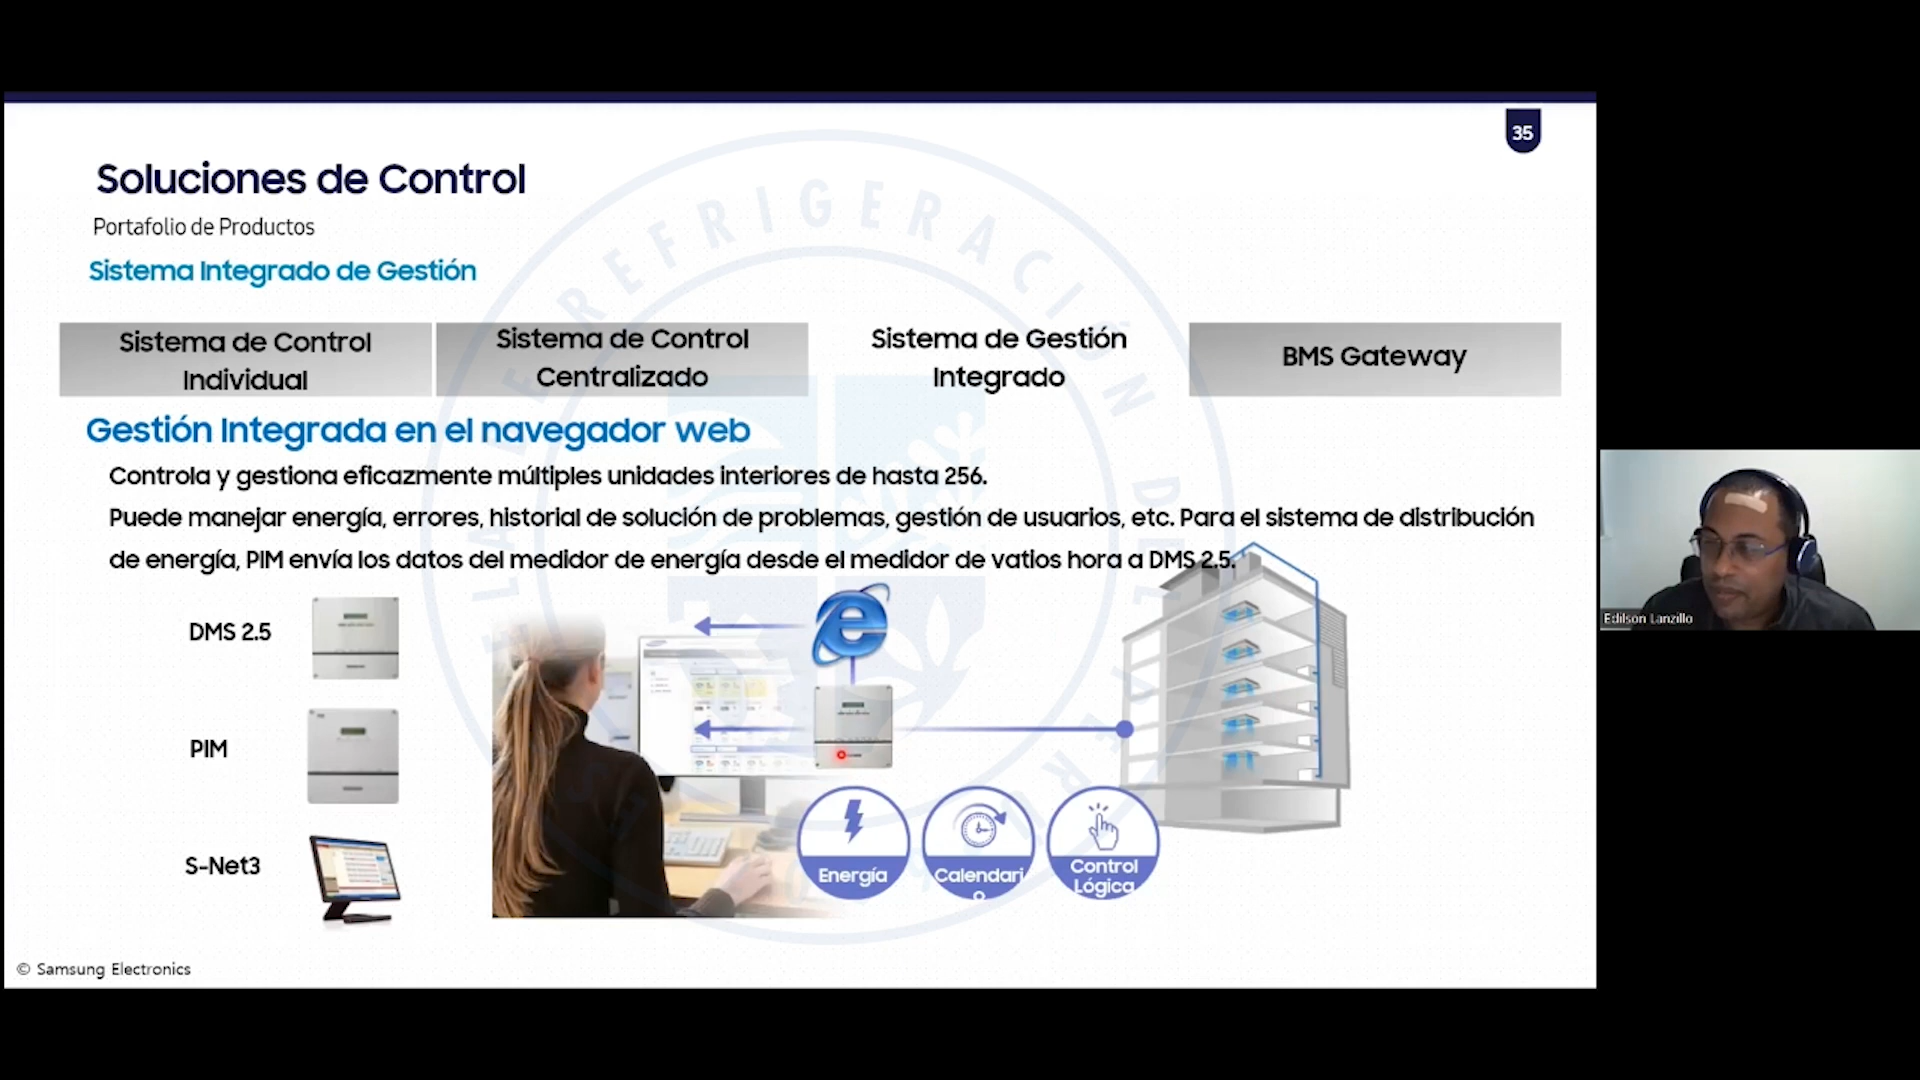 35
Soluciones de Control
Portafolio de Productos
Sistema Integrado de Gestión
Sistema de Control
Individual
Sistema de Control
Centralizado
Sistema de Gestión
Integrado
BMS Gateway
Gestión Integrada en el navegador web
Controla y gestiona eficazmente múltiples unidades interiores de hasta 256.
Puede manejar energía, errores, historial de solución de problemas, gestión de usuarios, etc. Para el sistema de distribución
de energía, PIM envía los datos del medidor de energía desde el medidor de vatios hora a DMS 2.5.
DMS 2.5
PIM
S-Net3
Energía
Calendari
o
Control
Lógica
© Samsung Electronics
Edilson Lanzillo
REFRIGERACIÓN DE